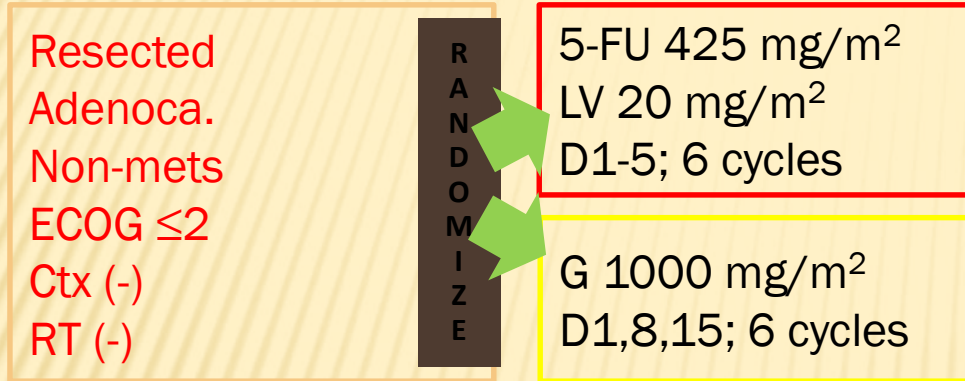 Resected
Adenoca.
Non-mets
ECOG ≤2
Ctx (-)
RT (-)
RANDOMIZE
5-FU 425 mg/m²
LV 20 mg/m²
D1-5; 6 cycles
G 1000 mg/m²
D1,8,15; 6 cycles